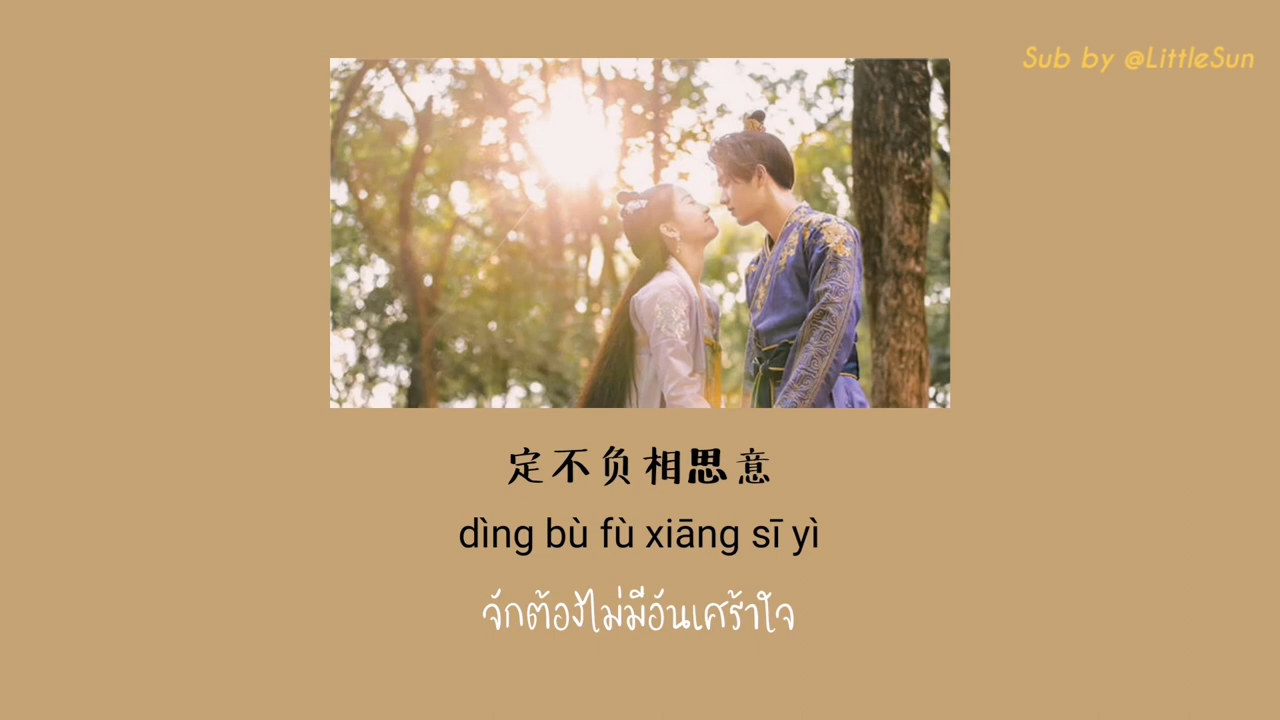 Sub by @LittleSun
定不负相思意
dìng bù fù xiāng sī yì
จักต้องไม่มีอันเศร้าใจ